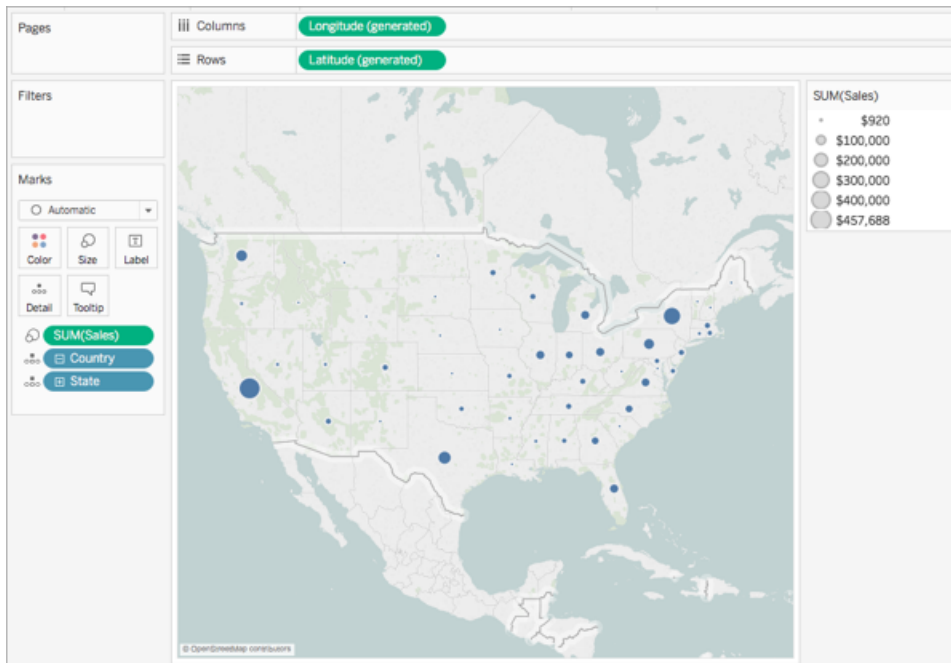 Pages
Columns
Longitude (generated)
Rows
Latitude (generated)
Filters
Marks
Automatic
Color
Size
Label
Detail
Tooltip
SUM(Sales)
Country
State
SUM(Sales)
$920
$100,000
$200,000
$300,000
$400,000
$457,688
© OpenStreetMap contributors